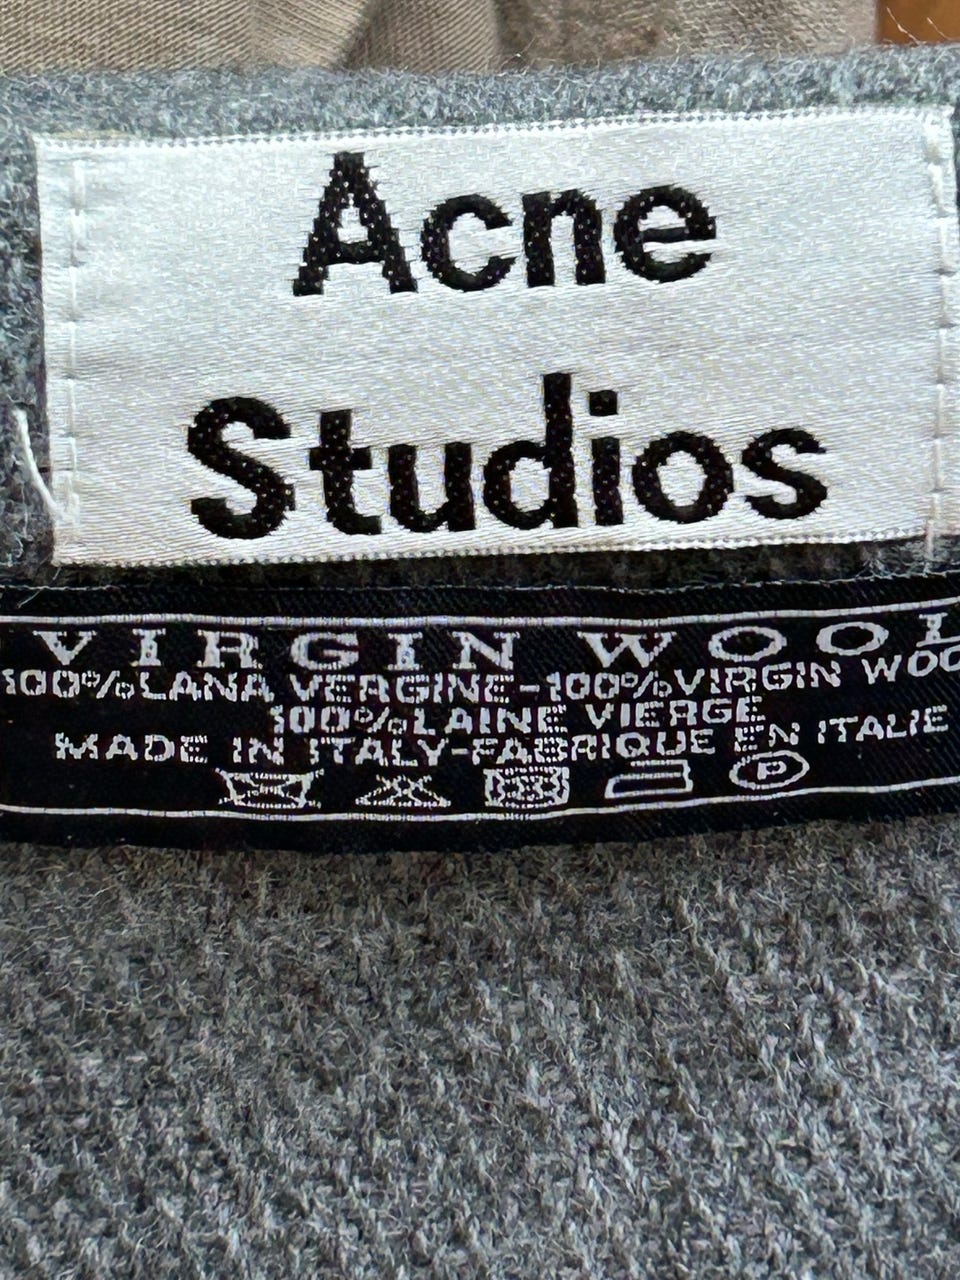 Acne
Studios
VIRGIN WOOL
100%LANA VERGINE-100%VIRGIN WOO
100%LAINE VIERGE
MADE IN ITALY-FABRIQUE EN ITALIE
P